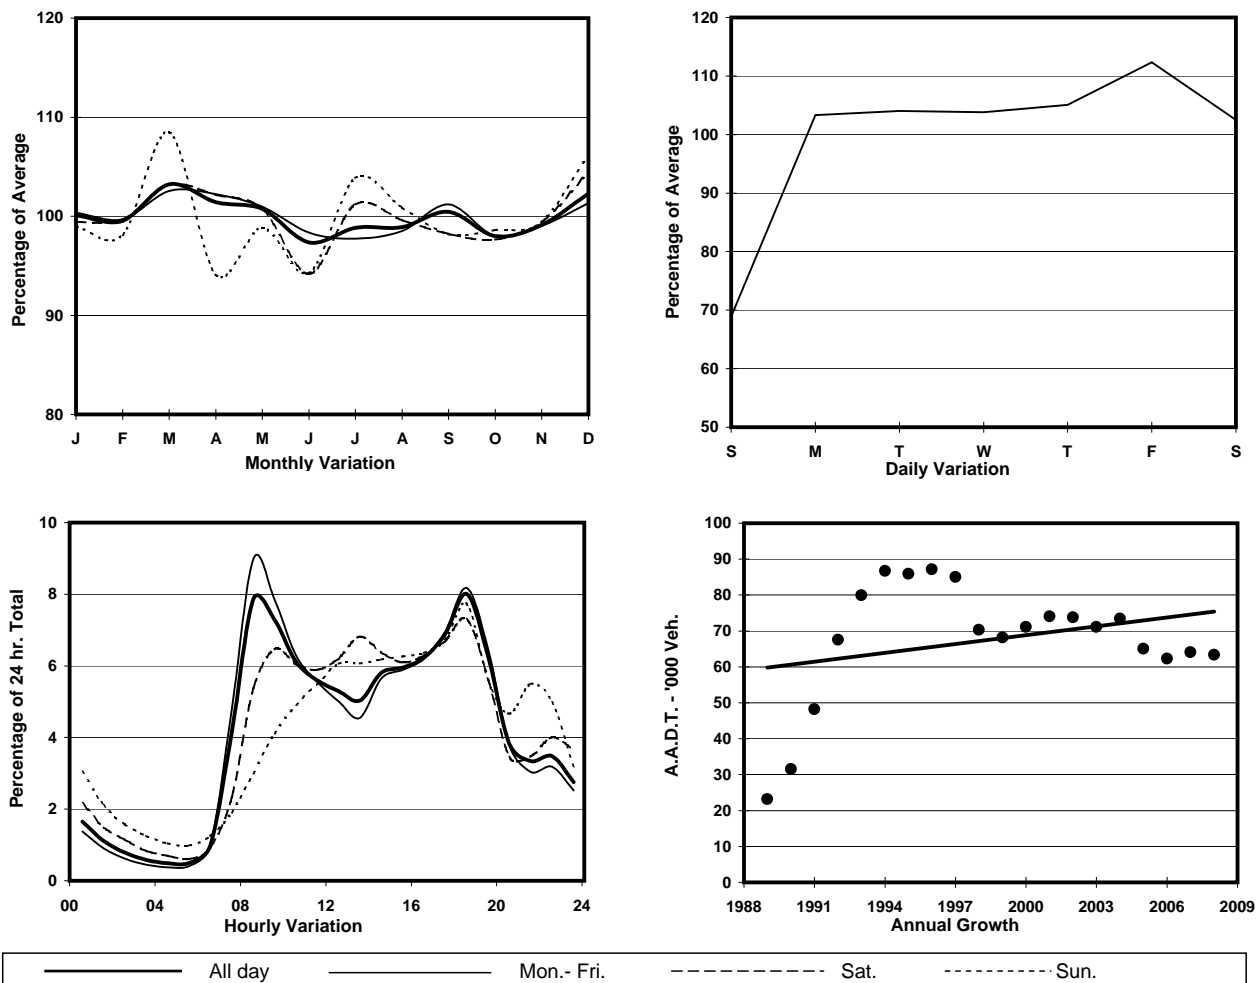 120
110
100
90
80
Percentage of Average
J F M A M J J A S O N D
Monthly Variation
120
110
100
90
80
70
60
50
Percentage of Average
S M T W T F S
Daily Variation
10
8
6
4
2
0
Percentage of 24 hr. Total
00 04 08 12 16 20 24
Hourly Variation
100
90
80
70
60
50
40
30
20
10
0
A.A.D.T. - '000 Veh.
1988 1991 1994 1997 2000 2003 2006 2009
Annual Growth
All day Mon.- Fri. Sat. Sun.